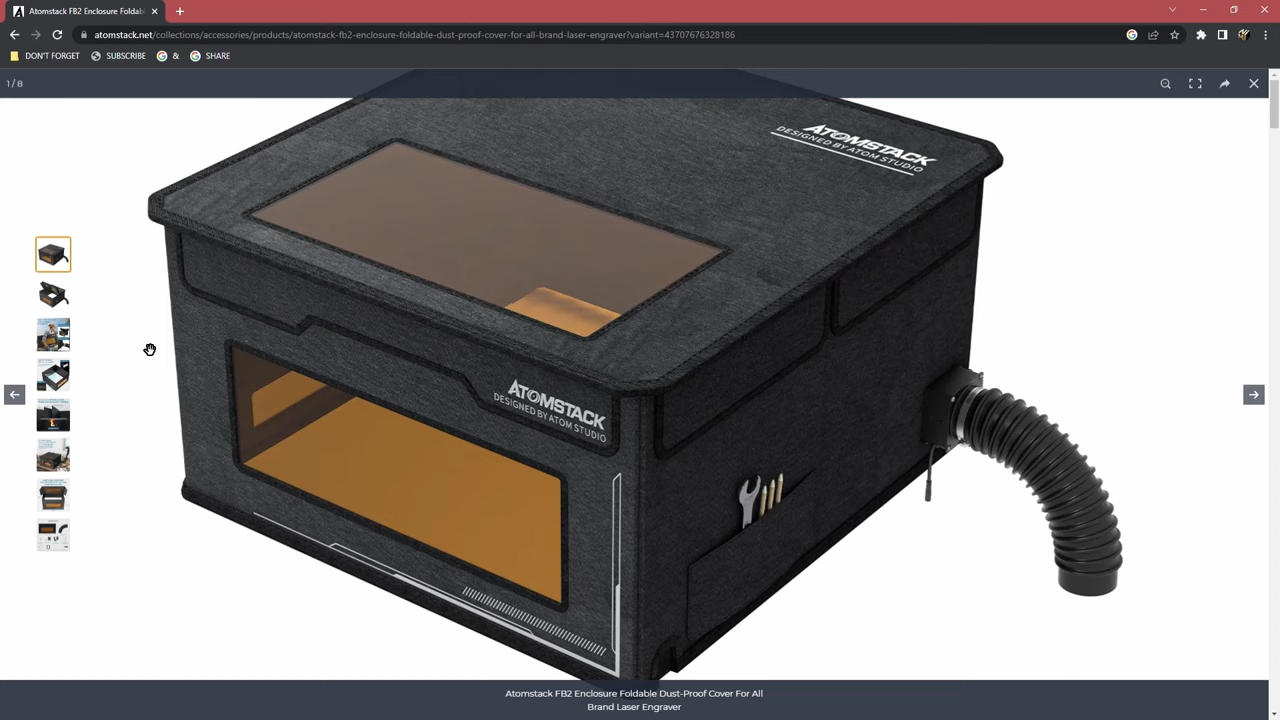 Atomstack FB2 Enclosure Foldabl
atomstack.net/collections/accessories/products/atomstack-fb2-enclosure-foldable-dust-proof-cover-for-all-brand-laser-engraver?variant=43707676328186
DON'T FORGET
SUBSCRIBE
&
SHARE
1/8
ATOMSTACK
DESIGNED BY ATOM STUDIO
ATOMSTACK
DESIGNED BY ATOM STUDIO
Atomstack FB2 Enclosure Foldable Dust-Proof Cover For All
Brand Laser Engraver